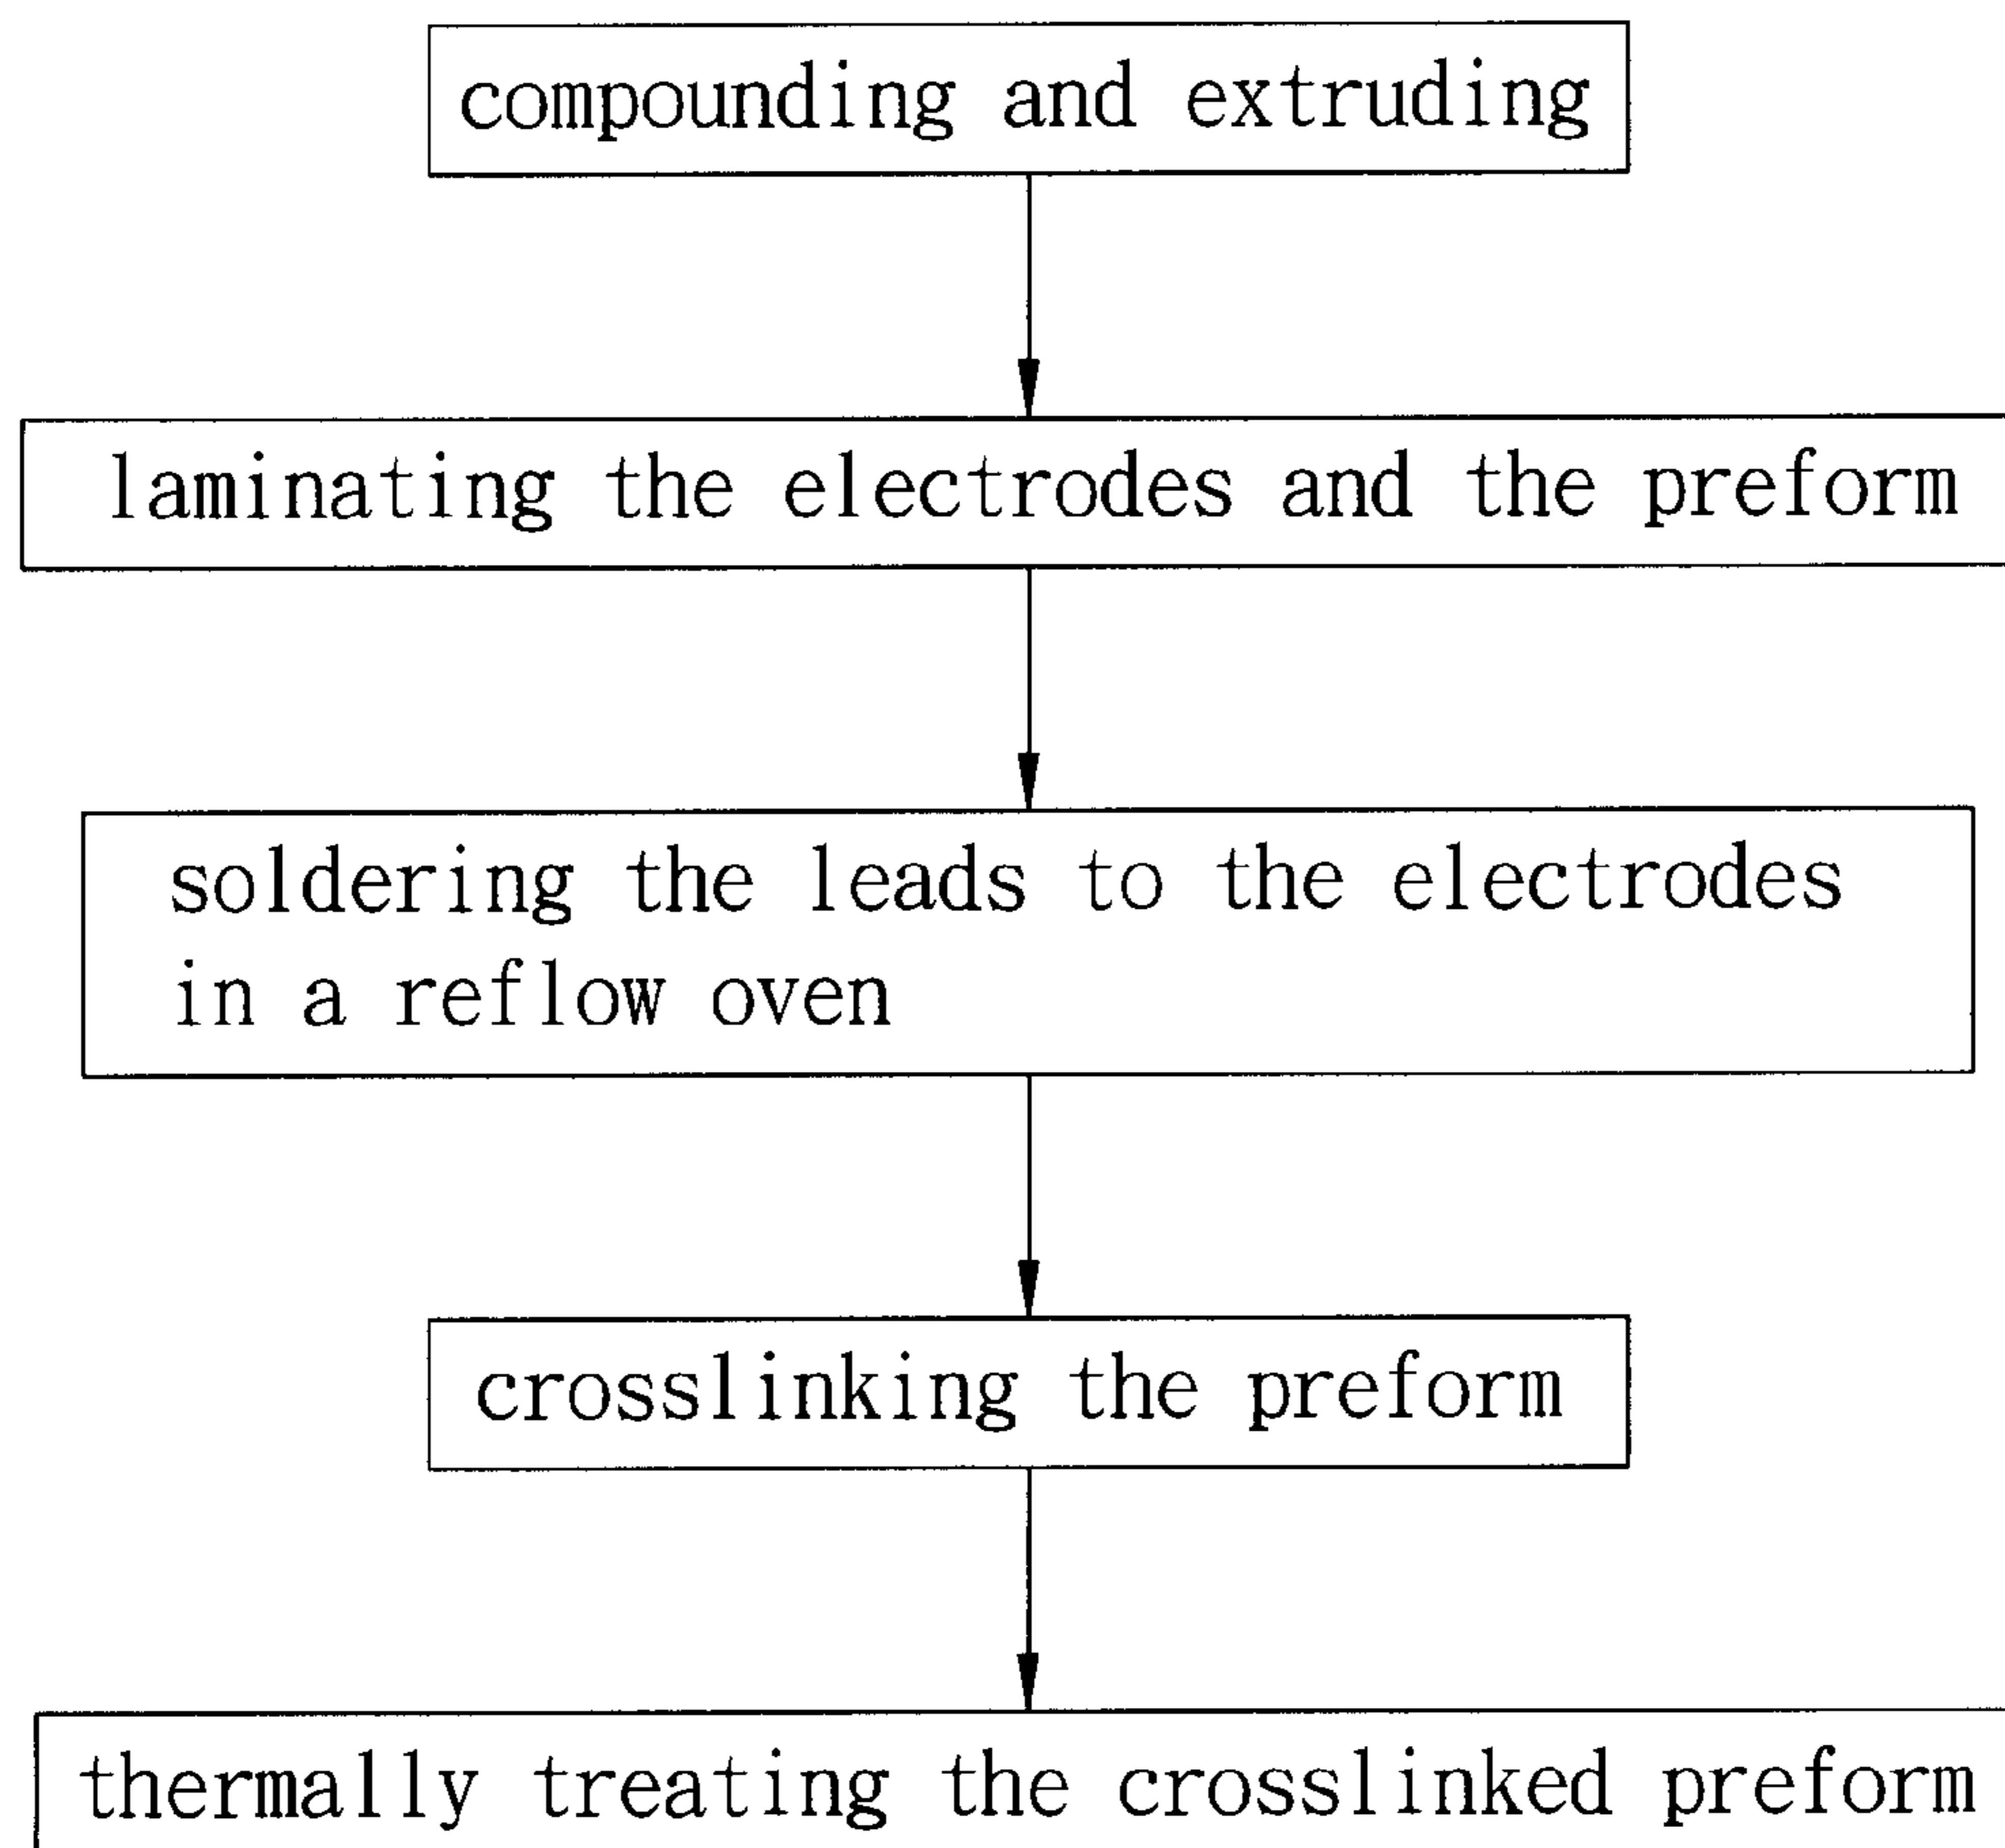 compounding and extruding
laminating the electrodes and the preform
soldering the leads to the electrodes
in a reflow oven
crosslinking the preform
thermally treating the crosslinked preform